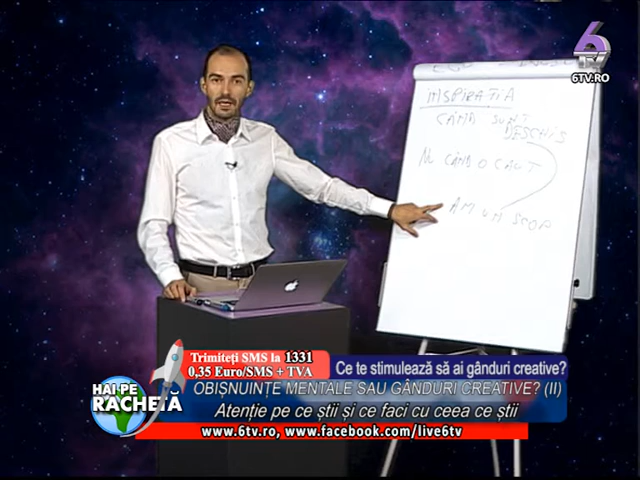 6
TV
6TV.RO
INSPIRAȚIA
CÂND SUNT
DESCHIS
NU CÂND O CAUT
AM UN SCOP
Trimiteți SMS la 1331
0,35 Euro/SMS + TVA
Ce te stimulează să ai gânduri creative?
HAI PE
RACHETĂ
OBIȘNUINȚE MENTALE SAU GÂNDURI CREATIVE? (II)
Atenție pe ce știi și ce faci cu ceea ce știi
www.6tv.ro, www.facebook.com/live6tv